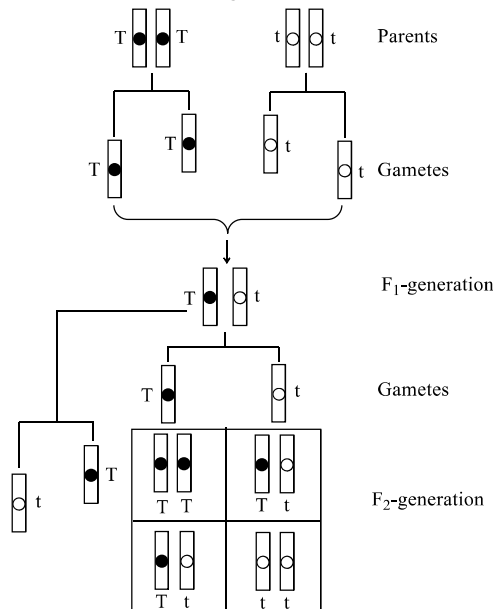 T T t t Parents
T T t t Gametes
T t F₁-generation
T t Gametes
t T
T T T t F₂-generation
T t t t